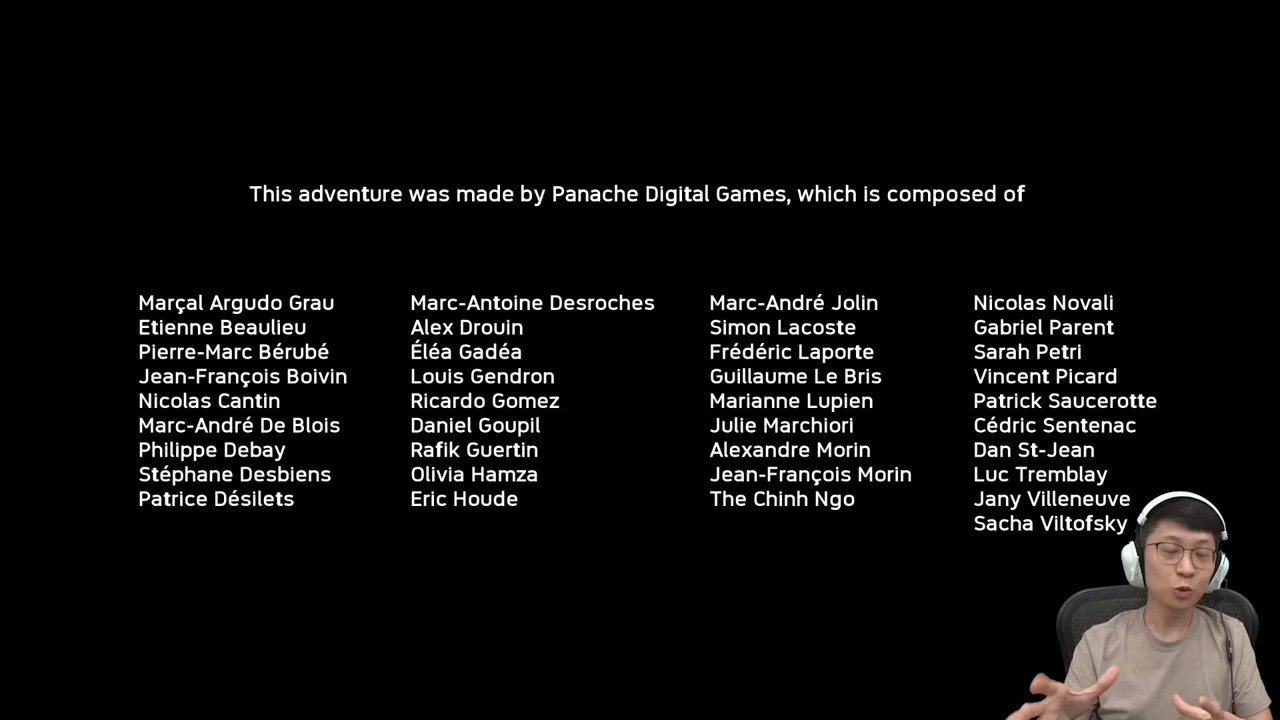 This adventure was made by Panache Digital Games, which is composed of
Marçal Argudo Grau
Etienne Beaulieu
Pierre-Marc Bérubé
Jean-François Boivin
Nicolas Cantin
Marc-André De Blois
Philippe Debay
Stéphane Desbiens
Patrice Désilets
Marc-Antoine Desroches
Alex Drouin
Éléa Gadéa
Louis Gendron
Ricardo Gomez
Daniel Goupil
Rafik Guertin
Olivia Hamza
Eric Houde
Marc-André Jolin
Simon Lacoste
Frédéric Laporte
Guillaume Le Bris
Marianne Lupien
Julie Marchiori
Alexandre Morin
Jean-François Morin
The Chinh Ngo
Nicolas Novali
Gabriel Parent
Sarah Petri
Vincent Picard
Patrick Saucerotte
Cédric Sentenac
Dan St-Jean
Luc Tremblay
Jany Villeneuve
Sacha Viltofsky